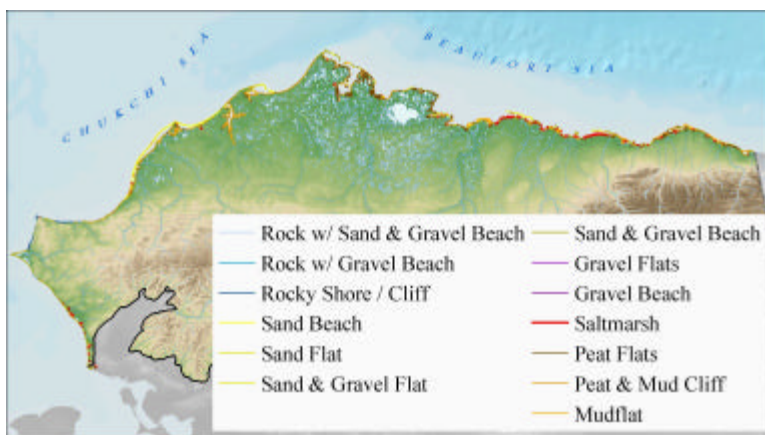 CHUKCHI SEA
BEAUFORT SEA
Rock w/ Sand & Gravel Beach
Rock w/ Gravel Beach
Rocky Shore / Cliff
Sand Beach
Sand Flat
Sand & Gravel Flat
Sand & Gravel Beach
Gravel Flats
Gravel Beach
Saltmarsh
Peat Flats
Peat & Mud Cliff
Mudflat